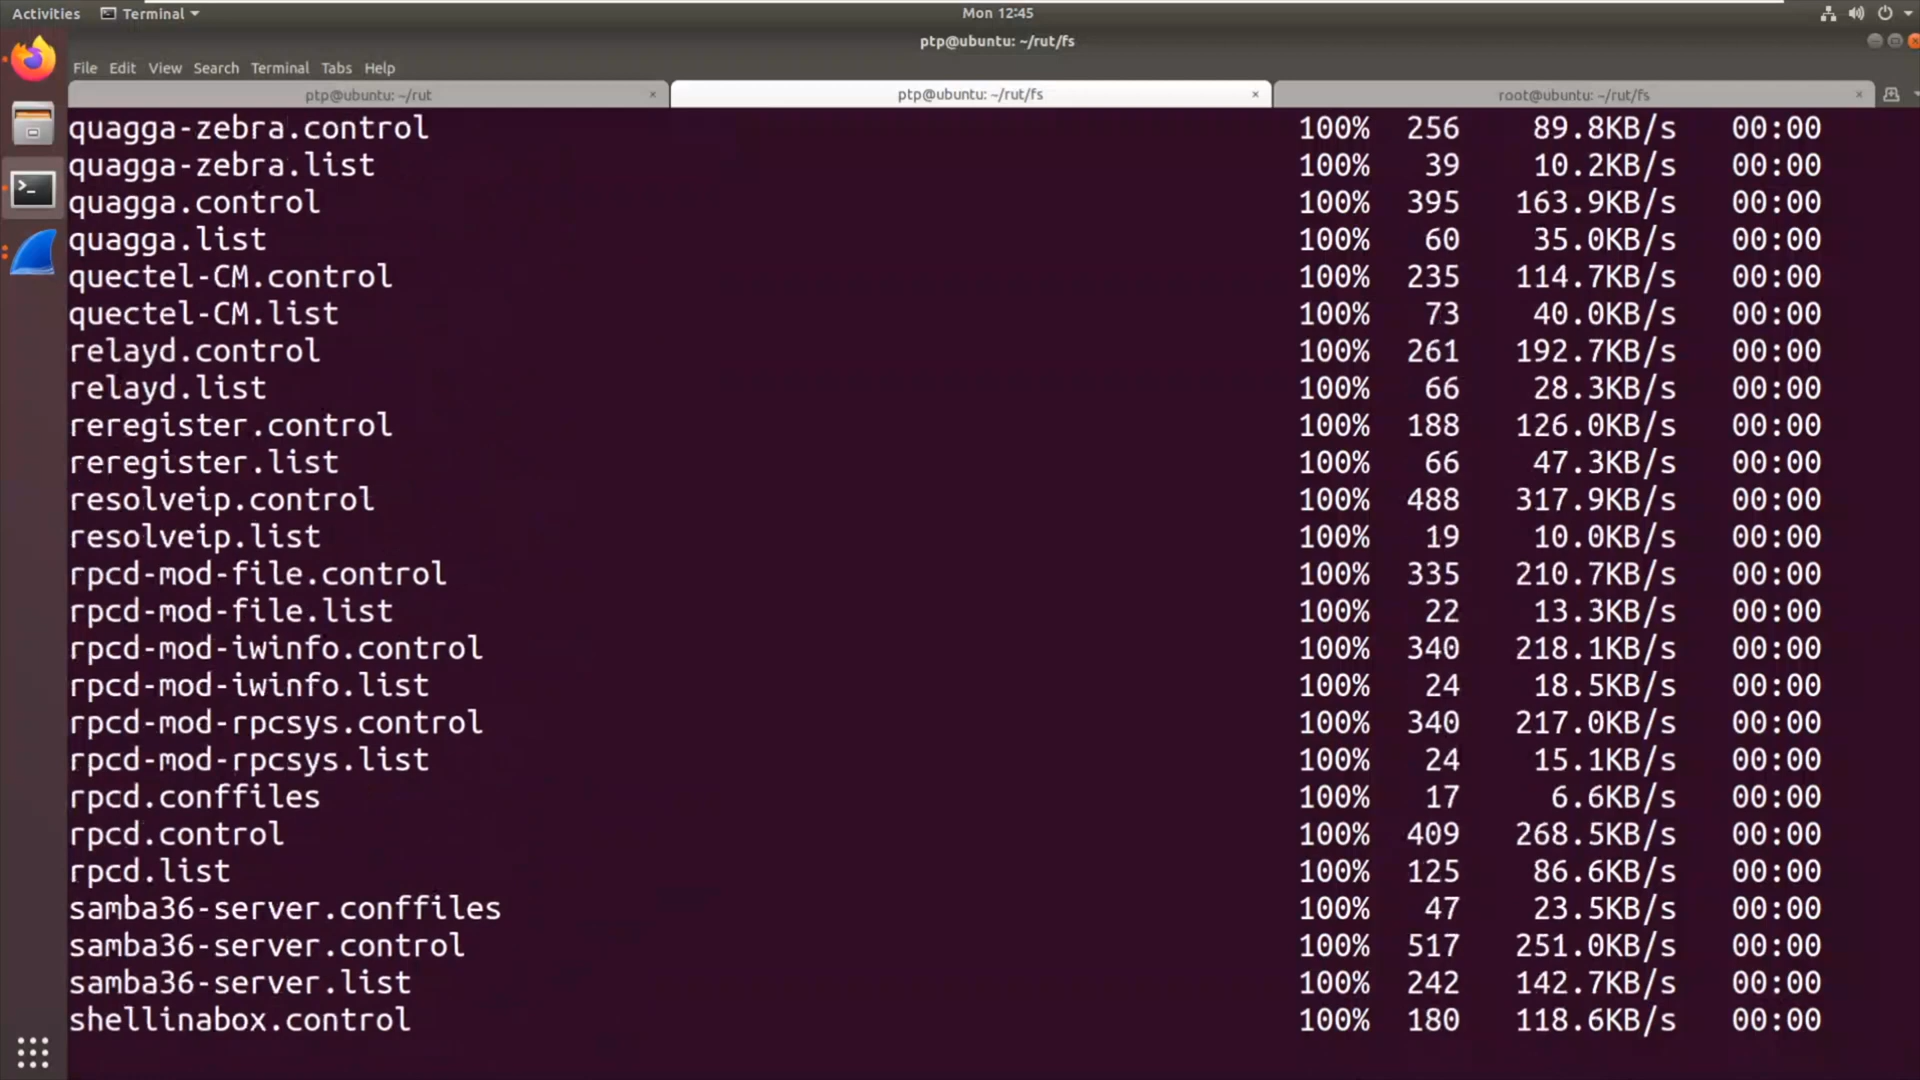 Activities Terminal Mon 12:45
ptp@ubuntu: ~/rut/fs
File Edit View Search Terminal Tabs Help
ptp@ubuntu: ~/rut × ptp@ubuntu: ~/rut/fs × root@ubuntu: ~/rut/fs ×
quagga-zebra.control 100% 256 89.8KB/s 00:00
quagga-zebra.list 100% 39 10.2KB/s 00:00
quagga.control 100% 395 163.9KB/s 00:00
quagga.list 100% 60 35.0KB/s 00:00
quectel-CM.control 100% 235 114.7KB/s 00:00
quectel-CM.list 100% 73 40.0KB/s 00:00
relayd.control 100% 261 192.7KB/s 00:00
relayd.list 100% 66 28.3KB/s 00:00
reregister.control 100% 188 126.0KB/s 00:00
reregister.list 100% 66 47.3KB/s 00:00
resolveip.control 100% 488 317.9KB/s 00:00
resolveip.list 100% 19 10.0KB/s 00:00
rpcd-mod-file.control 100% 335 210.7KB/s 00:00
rpcd-mod-file.list 100% 22 13.3KB/s 00:00
rpcd-mod-iwinfo.control 100% 340 218.1KB/s 00:00
rpcd-mod-iwinfo.list 100% 24 18.5KB/s 00:00
rpcd-mod-rpcsys.control 100% 340 217.0KB/s 00:00
rpcd-mod-rpcsys.list 100% 24 15.1KB/s 00:00
rpcd.conffiles 100% 17 6.6KB/s 00:00
rpcd.control 100% 409 268.5KB/s 00:00
rpcd.list 100% 125 86.6KB/s 00:00
samba36-server.conffiles 100% 47 23.5KB/s 00:00
samba36-server.control 100% 517 251.0KB/s 00:00
samba36-server.list 100% 242 142.7KB/s 00:00
shellinabox.control 100% 180 118.6KB/s 00:00